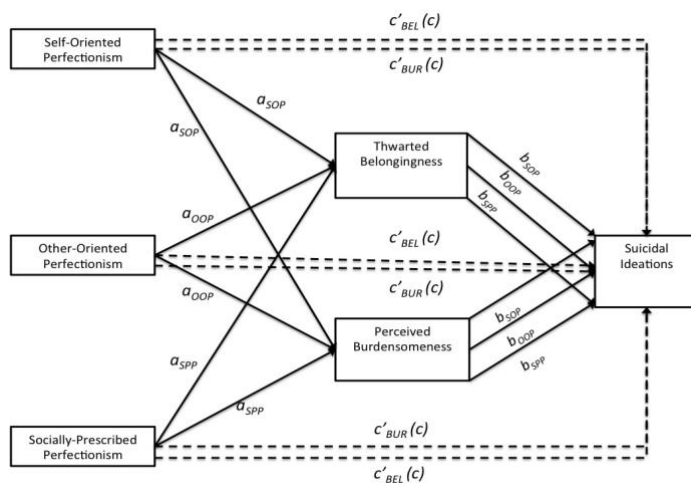 c'BEL (c)
Self-Oriented
Perfectionism
c'BUR (c)
aSOP
aSOP
Thwarted
Belongingness
bSOP
bOOP
bSPP
aOOP
Other-Oriented
Perfectionism
c'BEL (c)
Suicidal
Ideations
c'BUR (c)
aOOP
Perceived
Burdensomeness
bSOP
bOOP
bSPP
aSPP
aSPP
Socially-Prescribed
Perfectionism
c'BUR (c)
c'BEL (c)